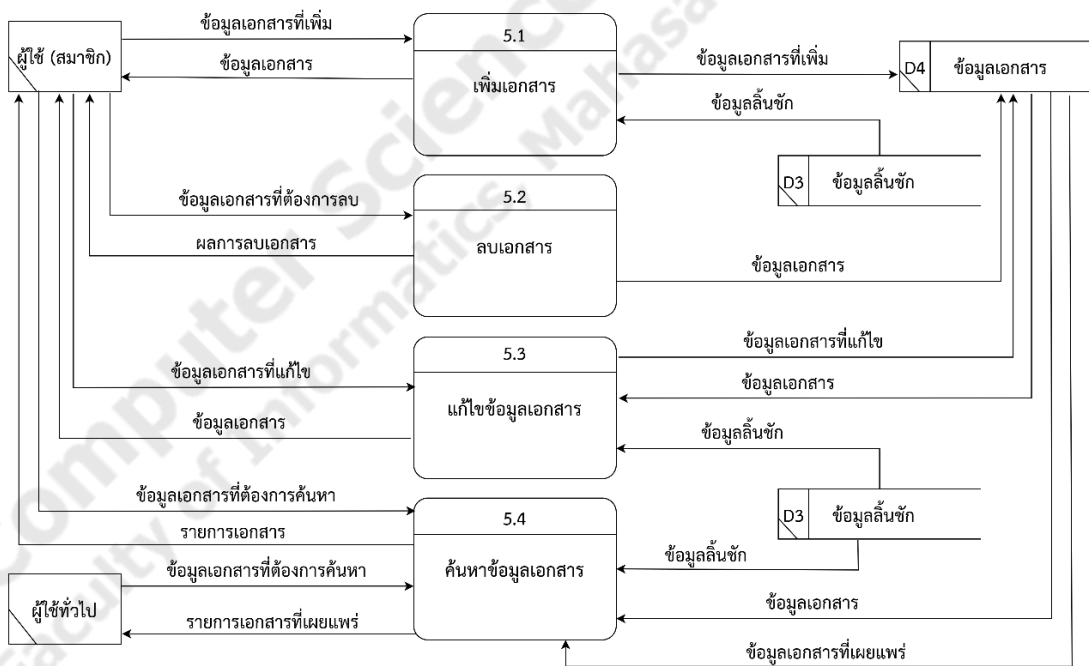 ข้อมูลเอกสารที่เพิ่ม
5.1
ผู้ใช้ (สมาชิก)
ข้อมูลเอกสาร
เพิ่มเอกสาร
ข้อมูลเอกสารที่เพิ่ม
D4
ข้อมูลเอกสาร
ข้อมูลลิ้นชัก
D3
ข้อมูลลิ้นชัก
ข้อมูลเอกสารที่ต้องการลบ
5.2
ผลการลบเอกสาร
ลบเอกสาร
ข้อมูลเอกสาร
5.3
ข้อมูลเอกสารที่แก้ไข
ข้อมูลเอกสารที่แก้ไข
ข้อมูลเอกสาร
แก้ไขข้อมูลเอกสาร
ข้อมูลเอกสาร
ข้อมูลลิ้นชัก
ข้อมูลเอกสารที่ต้องการค้นหา
5.4
D3
ข้อมูลลิ้นชัก
รายการเอกสาร
ข้อมูลลิ้นชัก
ข้อมูลเอกสารที่ต้องการค้นหา
ค้นหาข้อมูลเอกสาร
ผู้ใช้ทั่วไป
ข้อมูลเอกสาร
รายการเอกสารที่เผยแพร่
ข้อมูลเอกสารที่เผยแพร่
Computer Science
Faculty of Informatics, Mahasa